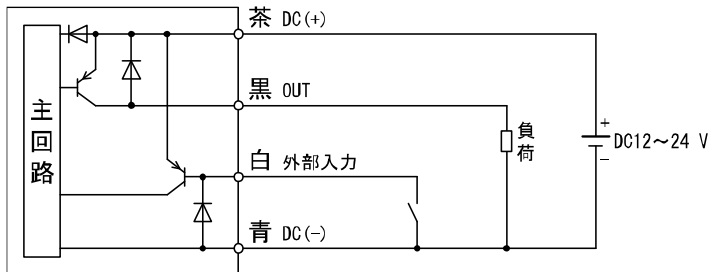 茶 DC(+)
黒 OUT
主回路
負荷
+
DC12～24 V
−
白 外部入力
青 DC(−)